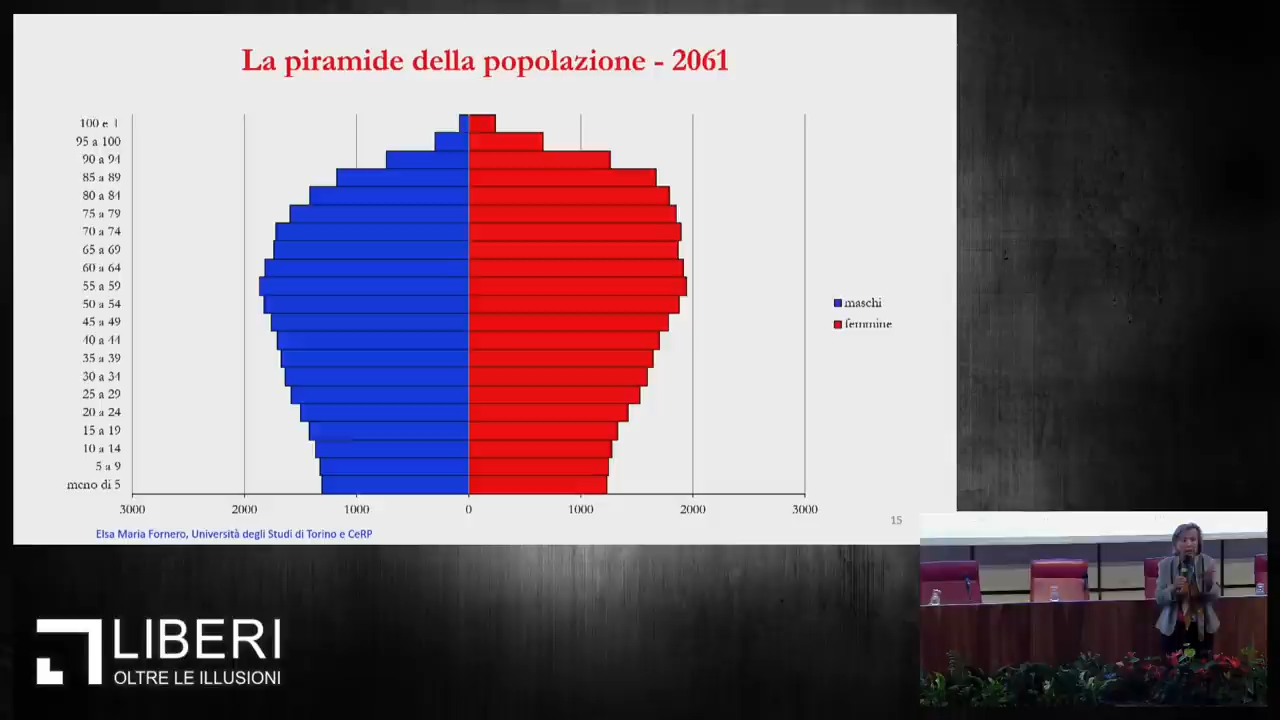 La piramide della popolazione - 2061
100 e +
95 a 100
90 a 94
85 a 89
80 a 84
75 a 79
70 a 74
65 a 69
60 a 64
55 a 59
50 a 54
45 a 49
40 a 44
35 a 39
30 a 34
25 a 29
20 a 24
15 a 19
10 a 14
5 a 9
meno di 5
3000 2000 1000 0 1000 2000 3000
maschi
femmine
Elsa Maria Fornero, Università degli Studi di Torino e CeRP
15
LIBERI
OLTRE LE ILLUSIONI